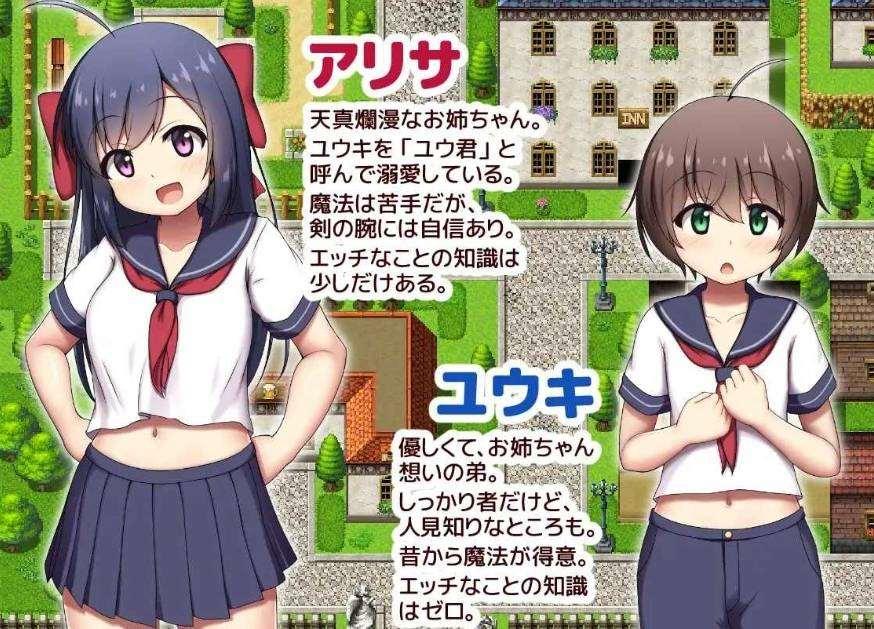 アリサ
天真爛漫なお姉ちゃん。
ユウキを「ユウ君」と
呼んで溺愛している。
魔法は苦手だが、
剣の腕には自信あり。
エッチなことの知識は
少しだけある。
INN
ユウキ
優しくて、お姉ちゃん
想いの弟。
しっかり者だけど、
人見知りなところも。
昔から魔法が得意。
エッチなことの知識
はゼロ。